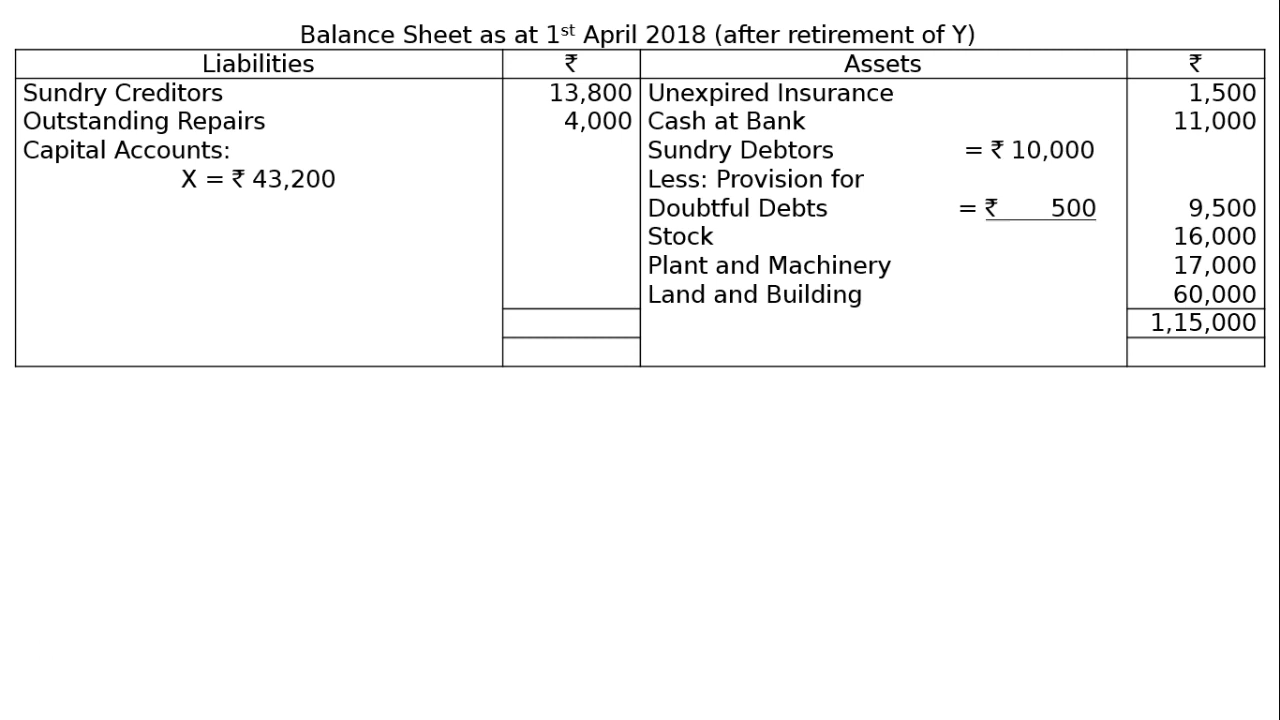 Balance Sheet as at 1st April 2018 (after retirement of Y)
Liabilities ₹ Assets ₹
Sundry Creditors 13,800 Unexpired Insurance 1,500
Outstanding Repairs 4,000 Cash at Bank 11,000
Capital Accounts: Sundry Debtors = ₹ 10,000
X = ₹ 43,200 Less: Provision for
Doubtful Debts = ₹ 500 9,500
Stock 16,000
Plant and Machinery 17,000
Land and Building 60,000
1,15,000